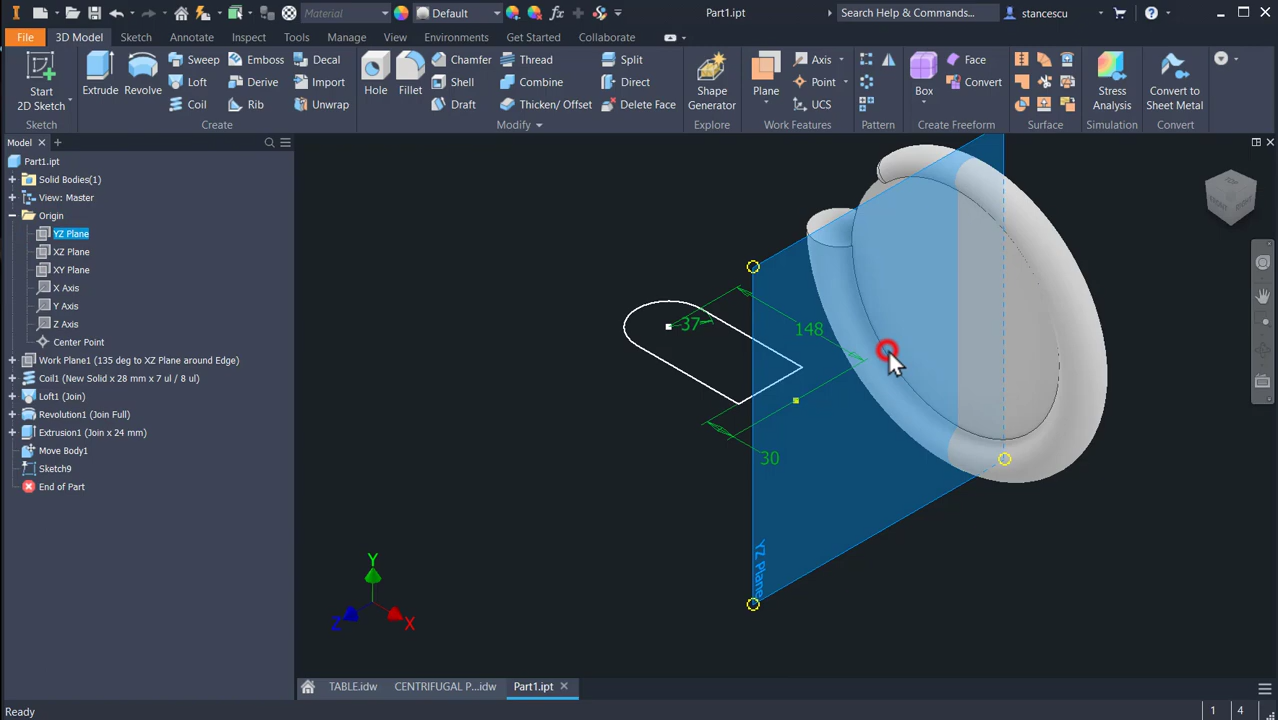 Material
Default
Part1.ipt
Search Help & Commands...
stancescu
File
3D Model
Sketch
Annotate
Inspect
Tools
Manage
View
Environments
Get Started
Collaborate
Start
2D Sketch
Extrude
Revolve
Sweep
Loft
Coil
Emboss
Derive
Rib
Decal
Import
Unwrap
Hole
Fillet
Chamfer
Shell
Draft
Thread
Combine
Thicken/ Offset
Split
Direct
Delete Face
Shape
Generator
Plane
Axis
Point
UCS
Box
Face
Convert
Stress
Analysis
Convert to
Sheet Metal
Sketch
Create
Modify
Explore
Work Features
Pattern
Create Freeform
Surface
Simulation
Convert
Model
Part1.ipt
Solid Bodies(1)
View: Master
Origin
YZ Plane
XZ Plane
XY Plane
X Axis
Y Axis
Z Axis
Center Point
Work Plane1 (135 deg to XZ Plane around Edge)
Coil1 (New Solid x 28 mm x 7 ul / 8 ul)
Loft1 (Join)
Revolution1 (Join Full)
Extrusion1 (Join x 24 mm)
Move Body1
Sketch9
End of Part
37
148
30
YZ Plane
Y
Z
X
TABLE.idw
CENTRIFUGAL P...idw
Part1.ipt
Ready
1
4